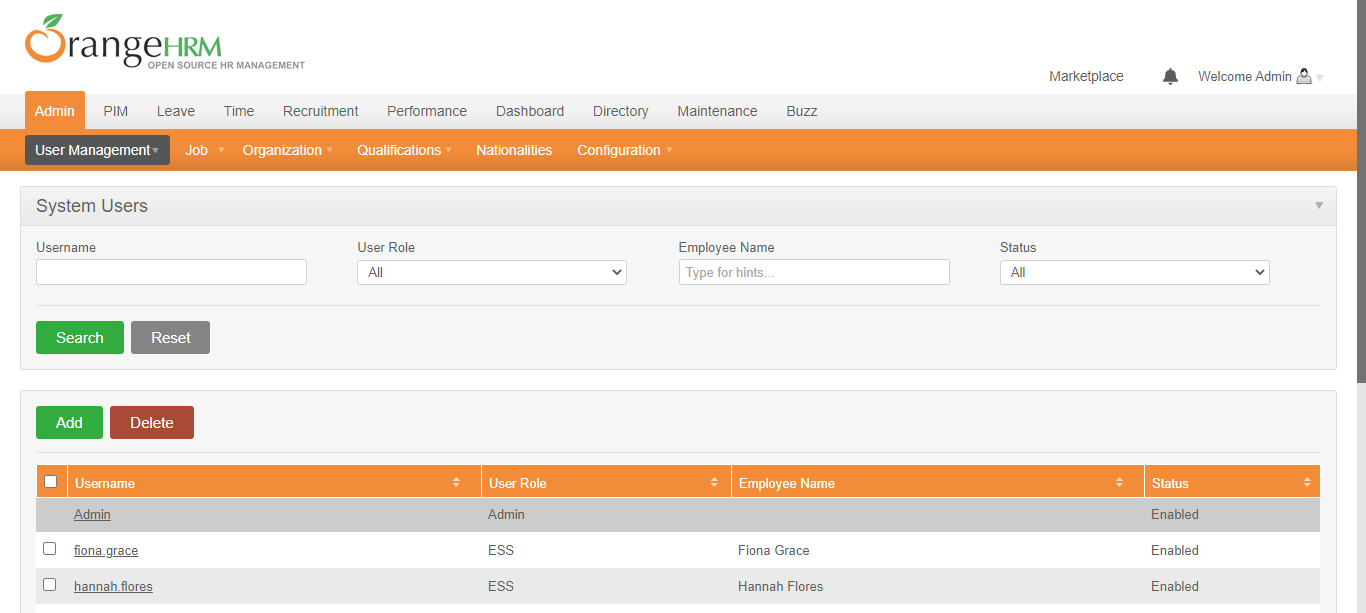 OrangeHRM
OPEN SOURCE HR MANAGEMENT
Marketplace Welcome Admin
Admin PIM Leave Time Recruitment Performance Dashboard Directory Maintenance Buzz
User Management Job Organization Qualifications Nationalities Configuration
System Users
Username User Role Employee Name Status
All Type for hints... All
Search Reset
Add Delete
Username User Role Employee Name Status
Admin Admin Enabled
fiona.grace ESS Fiona Grace Enabled
hannah.flores ESS Hannah Flores Enabled